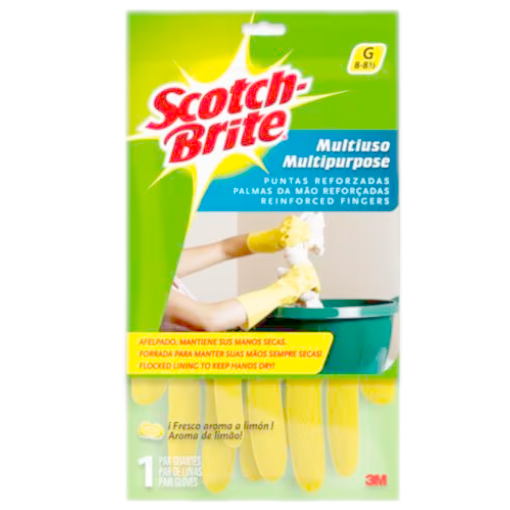 G
8-8½
Scotch-
Brite
Multiuso
Multipurpose
PUNTAS REFORZADAS
PALMAS DA MÃO REFORÇADAS
REINFORCED FINGERS
AFELPADO, MANTIENE SUS MANOS SECAS.
FORRADA PARA MANTER SUAS MÃOS SEMPRE SECAS!
FLOCKED LINING TO KEEP HANDS DRY!
¡Fresco aroma a limón!
Aroma de limão!
1 PAR GUANTES
PAR DE LUVAS
PAIR GLOVES
3M